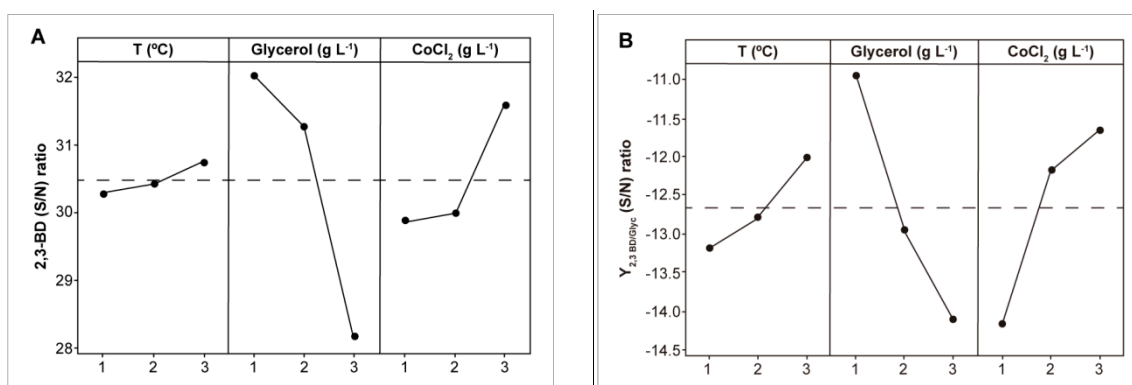 A
T (ºC) Glycerol (g L⁻¹) CoCl₂ (g L⁻¹)
2,3-BD (S/N) ratio
32
31
30
29
28
1 2 3 1 2 3 1 2 3
B
T (ºC) Glycerol (g L⁻¹) CoCl₂ (g L⁻¹)
Y₂,₃ BD/Glyc (S/N) ratio
-11.0
-11.5
-12.0
-12.5
-13.0
-13.5
-14.0
-14.5
1 2 3 1 2 3 1 2 3